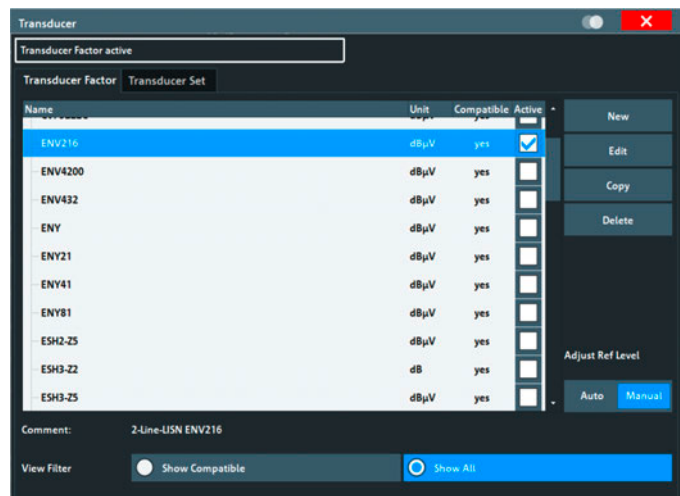 Transducer
Transducer Factor active
Transducer Factor Transducer Set
Name Unit Compatible Active
New
ENV216 dBµV yes
Edit
ENV4200 dBµV yes
Copy
ENV432 dBµV yes
Delete
ENY dBµV yes
ENY21 dBµV yes
ENY41 dBµV yes
ENY81 dBµV yes
ESH2-Z5 dBµV yes
Adjust Ref Level
ESH3-Z2 dB yes
Auto Manual
ESH3-Z5 dBµV yes
Comment: 2-Line-LISN ENV216
View Filter Show Compatible Show All